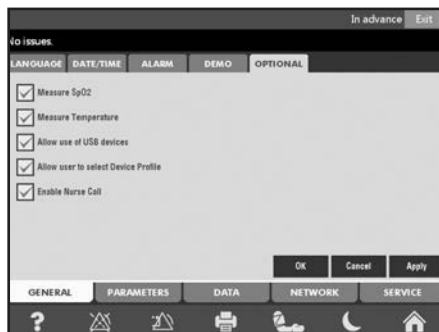 In advance Exit
No issues.
LANGUAGE DATE/TIME ALARM DEMO OPTIONAL
Measure SpO2
Measure Temperature
Allow use of USB devices
Allow user to select Device Profile
Enable Nurse Call
OK Cancel Apply
GENERAL PARAMETERS DATA NETWORK SERVICE
?